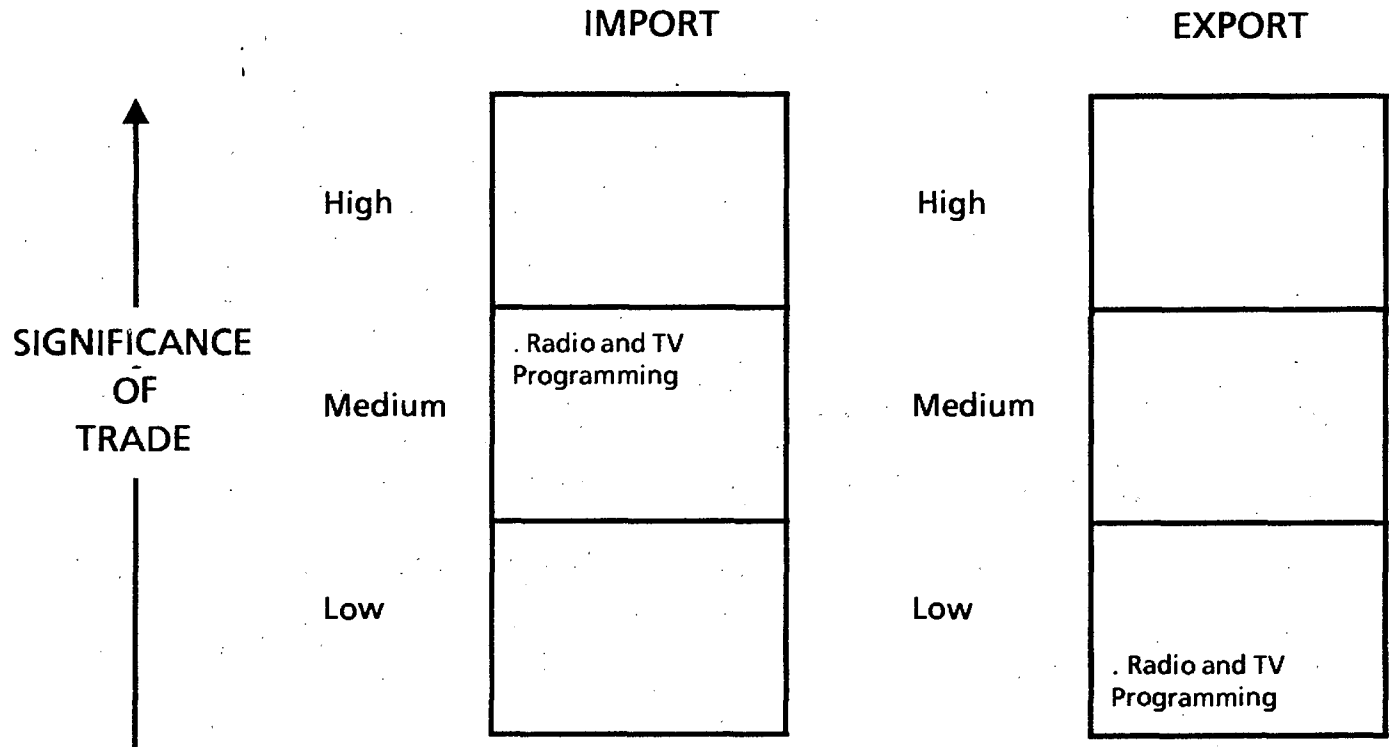 IMPORT
EXPORT
High
High
SIGNIFICANCE
OF
TRADE
. Radio and TV
Programming
Medium
Medium
Low
Low
. Radio and TV
Programming